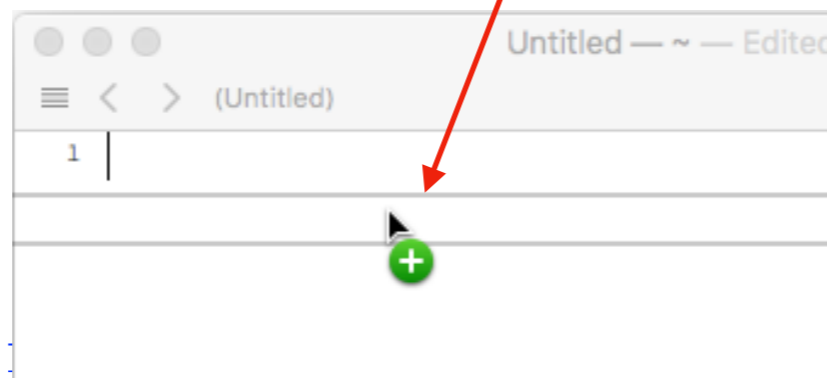 Untitled — ~ — Edited
(Untitled)
1